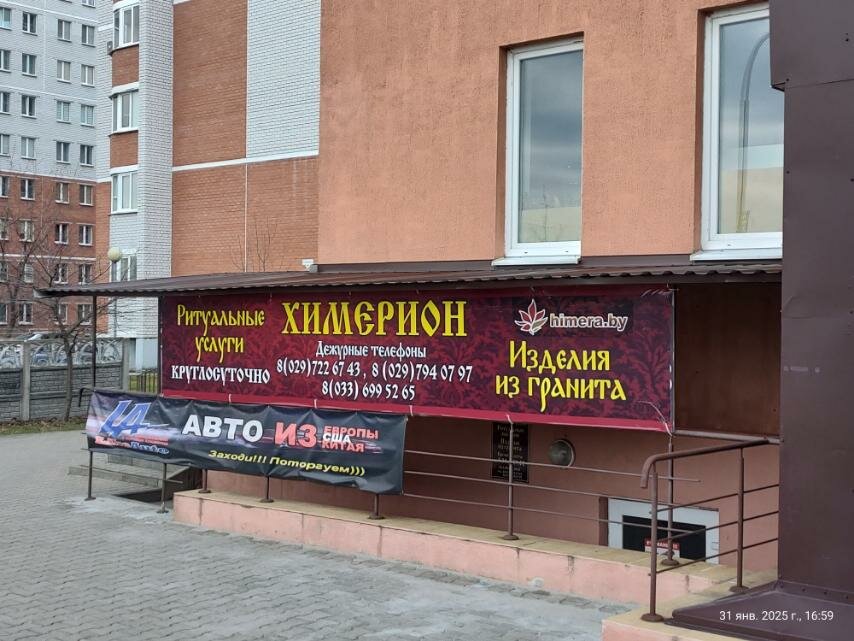 Ритуальные
услуги
круглосуточно
ХИМЕРИОН
Дежурные телефоны
8(029)722 67 43 , 8 (029)794 07 97
8(033) 699 52 65
himera.by
Изделия
из гранита
АВТО ИЗ ЕВРОПЫ
США
КИТАЯ
Заходи!!! Поторгуем)))
31 янв. 2025 г., 16:59